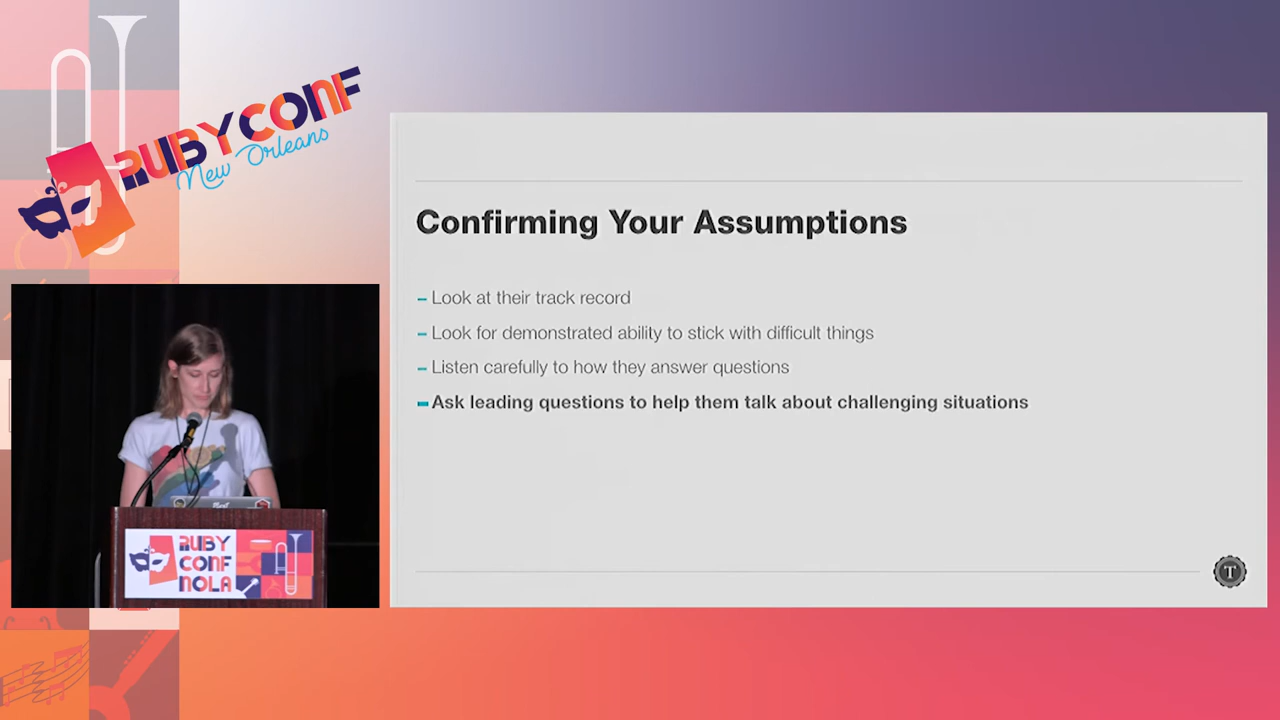 RUBYCONF
New Orleans
Confirming Your Assumptions
– Look at their track record
– Look for demonstrated ability to stick with difficult things
– Listen carefully to how they answer questions
– Ask leading questions to help them talk about challenging situations
T
RUBY
CONF
NOLA